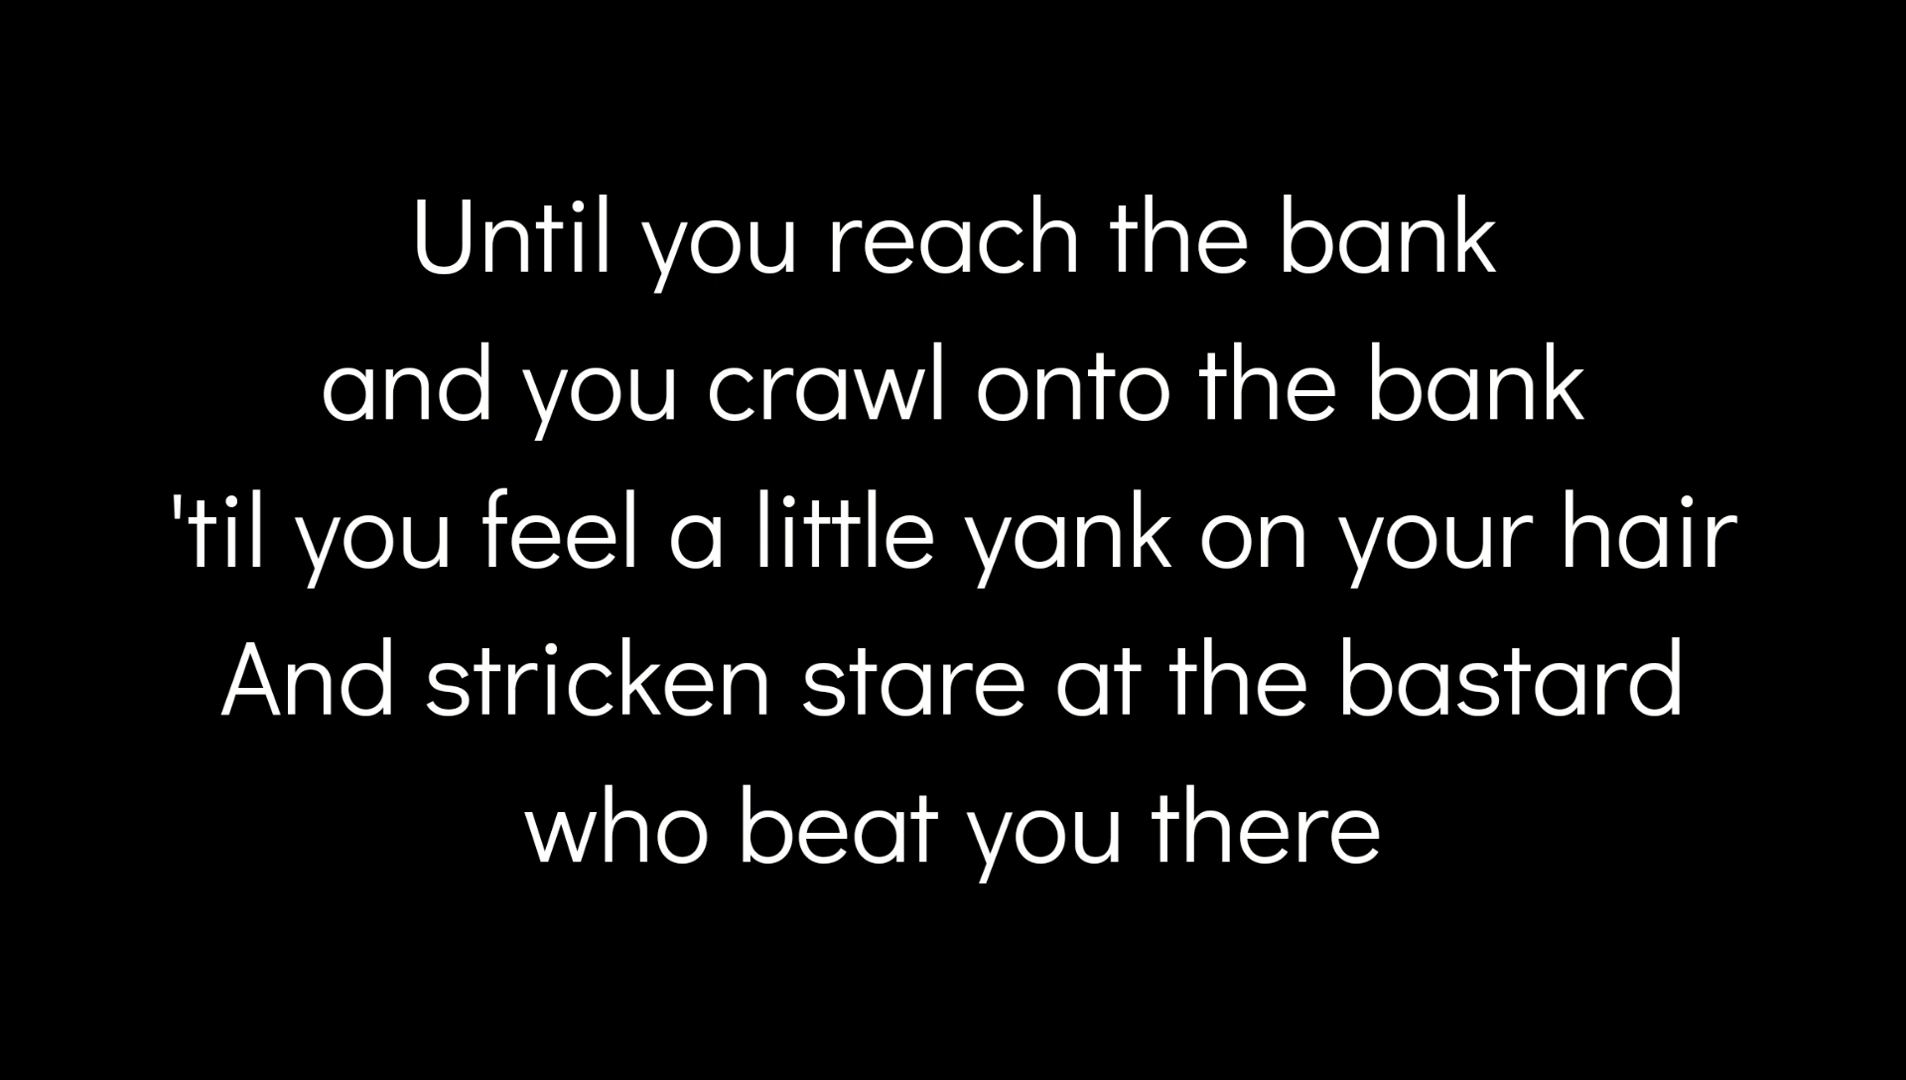 Until you reach the bank
and you crawl onto the bank
'til you feel a little yank on your hair
And stricken stare at the bastard
who beat you there